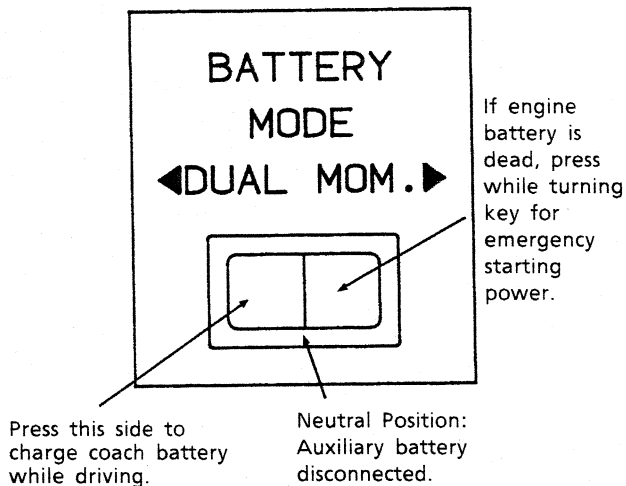 BATTERY
MODE
◀DUAL MOM.▶
If engine
battery is
dead, press
while turning
key for
emergency
starting
power.
Press this side to
charge coach battery
while driving.
Neutral Position:
Auxiliary battery
disconnected.